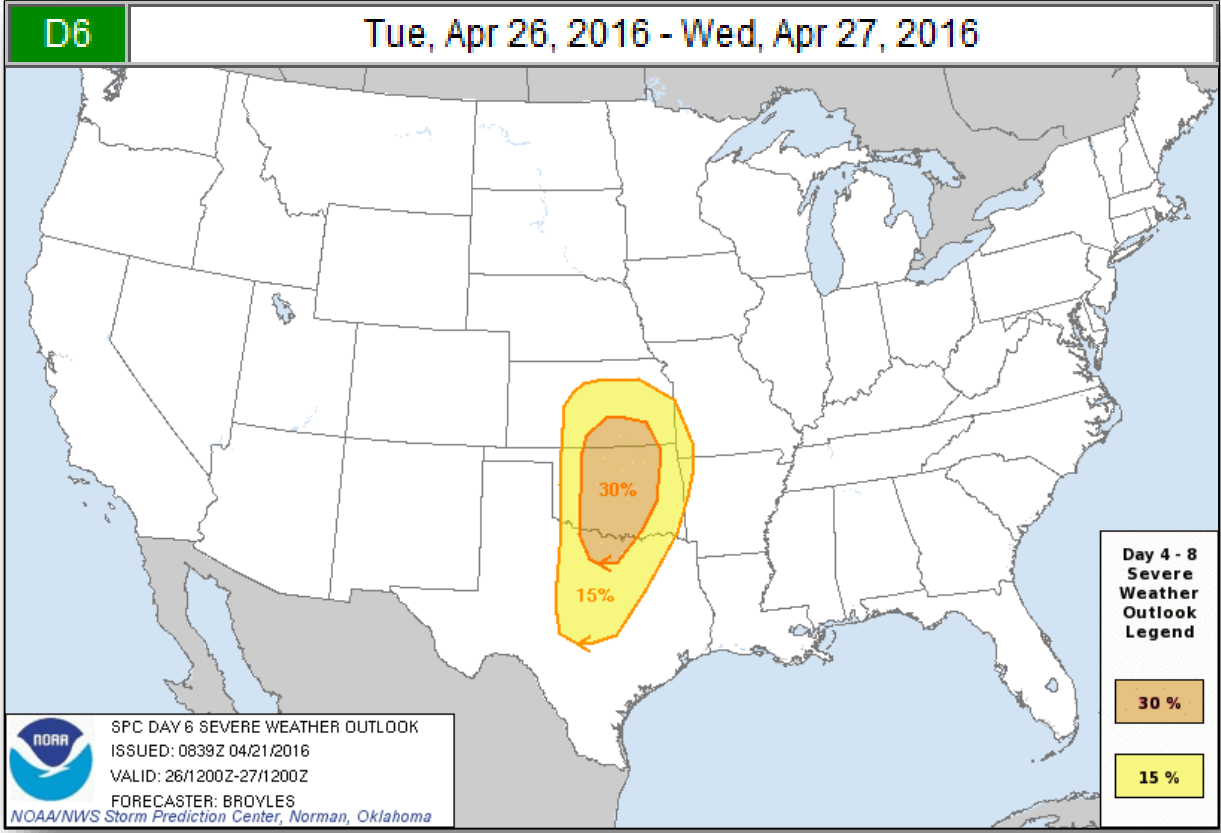 D6
Tue, Apr 26, 2016 - Wed, Apr 27, 2016
30%
15%
Day 4 - 8
Severe
Weather
Outlook
Legend
30 %
15 %
NOAA
SPC DAY 6 SEVERE WEATHER OUTLOOK
ISSUED: 0839Z 04/21/2016
VALID: 26/1200Z-27/1200Z
FORECASTER: BROYLES
NOAA/NWS Storm Prediction Center, Norman, Oklahoma